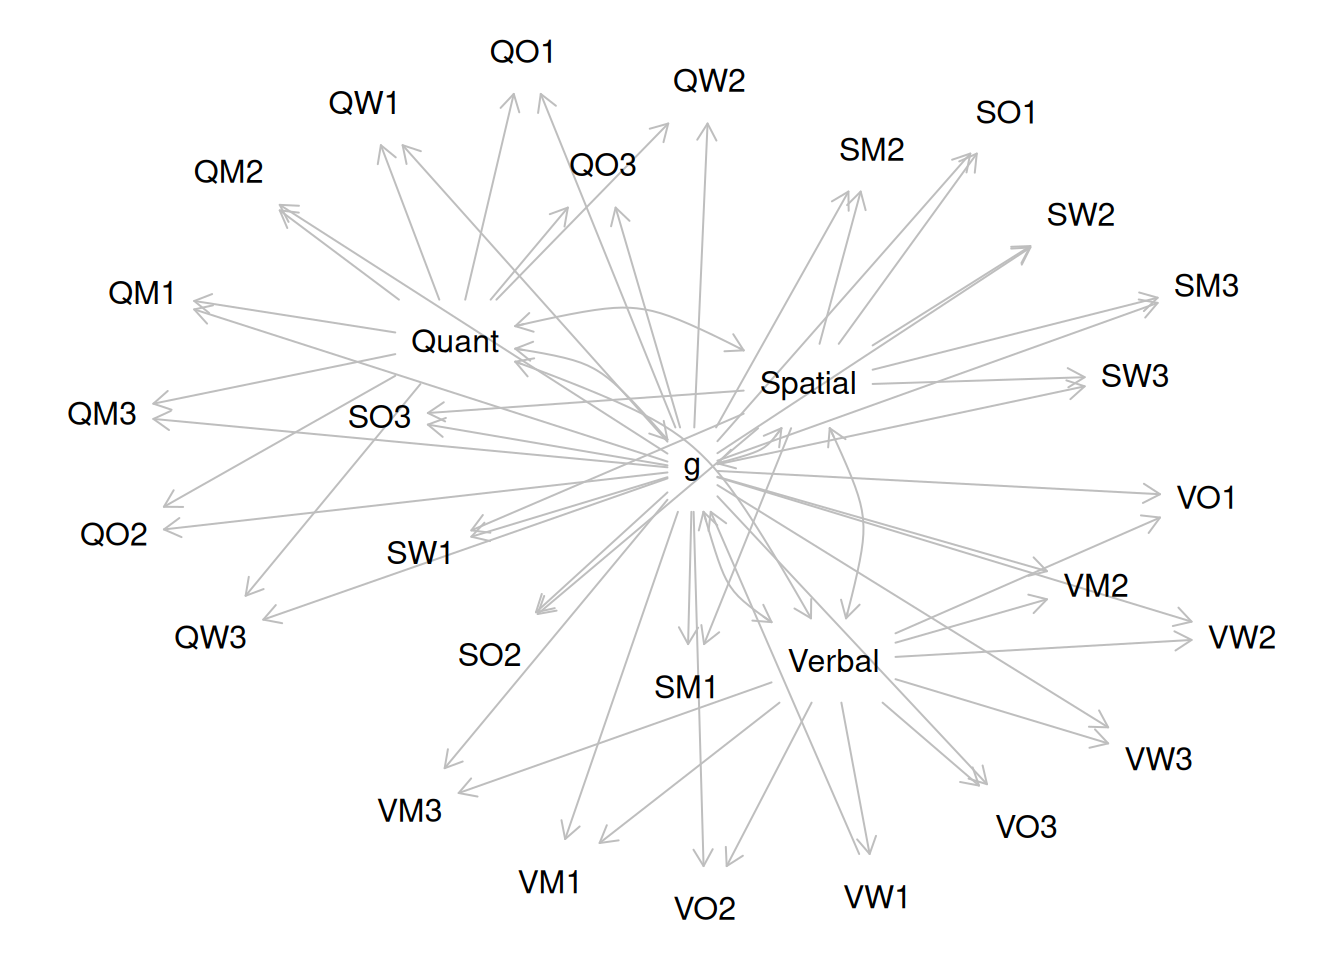 QO1
QW2
QW1
SO1
SM2
QO3
QM2
SW2
SM3
QM1
Quant
SW3
Spatial
QM3
SO3
g
VO1
QO2
SW1
VM2
QW3
VW2
SO2
Verbal
SM1
VW3
VM3
VO3
VM1
VW1
VO2